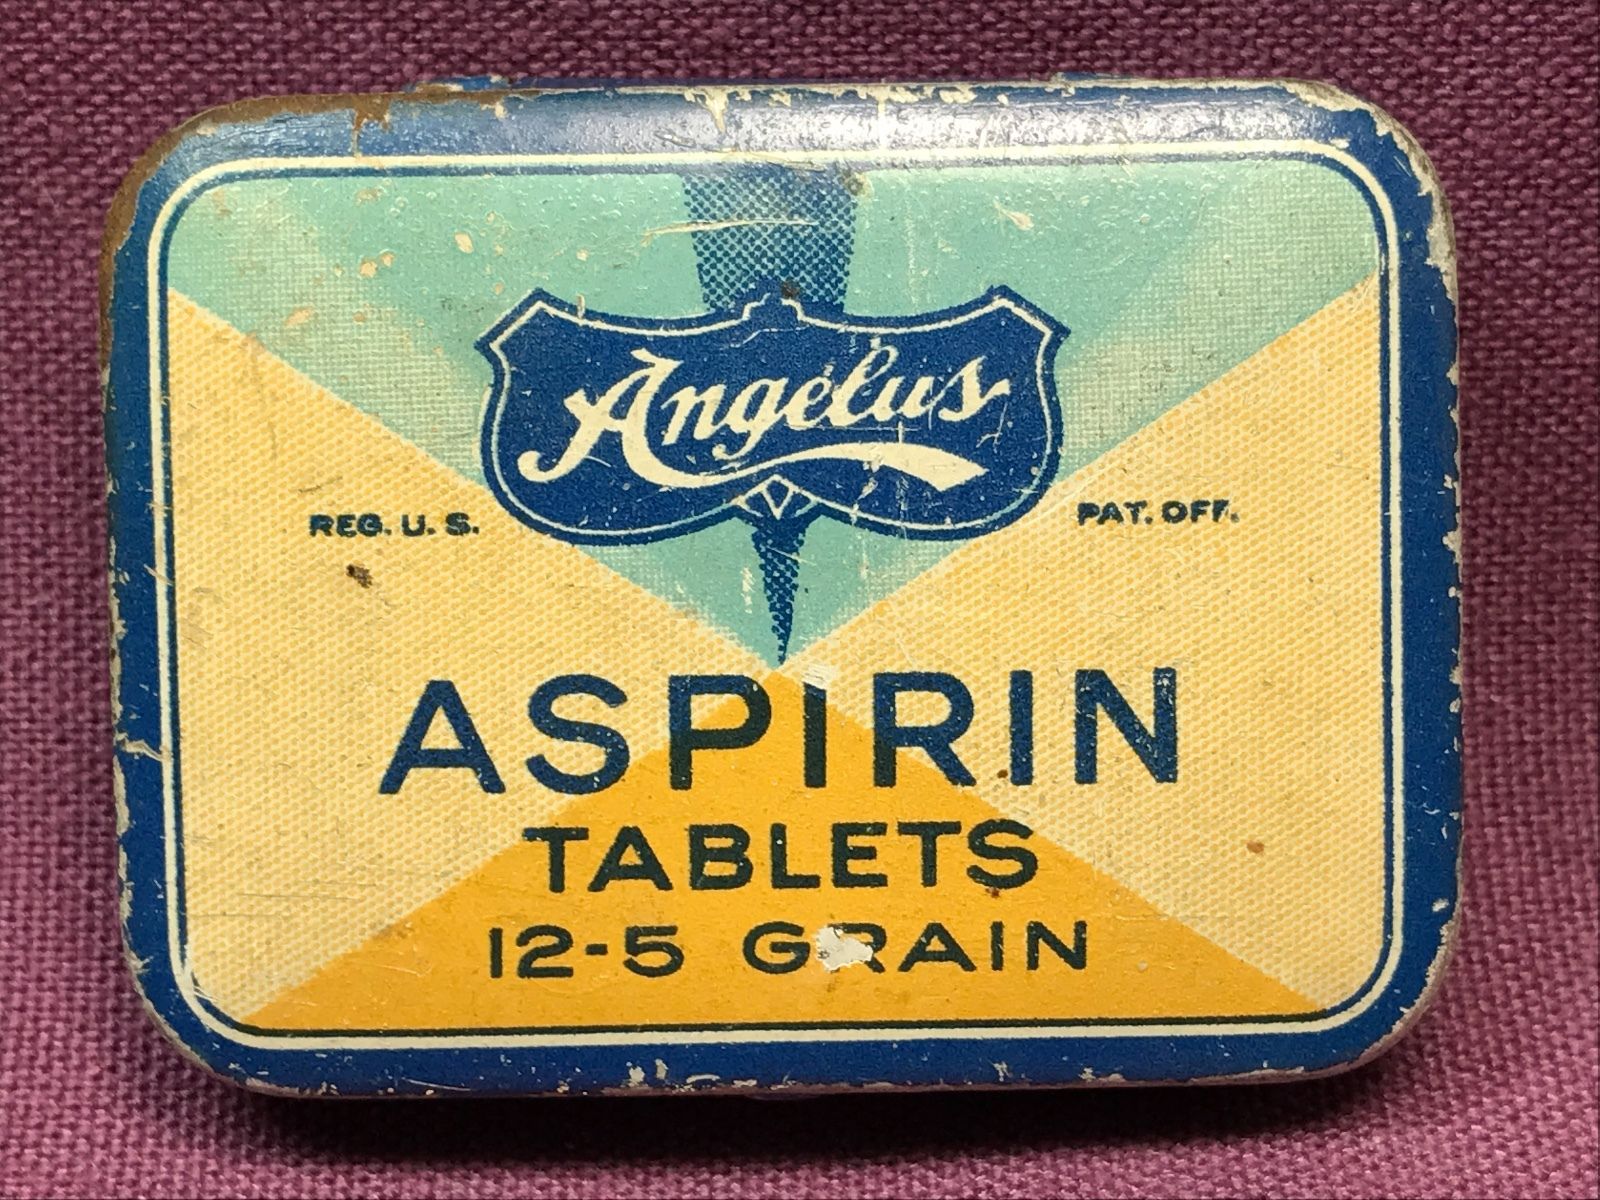 Angelus
REG. U. S. PAT. OFF.
ASPIRIN
TABLETS
12-5 GRAIN